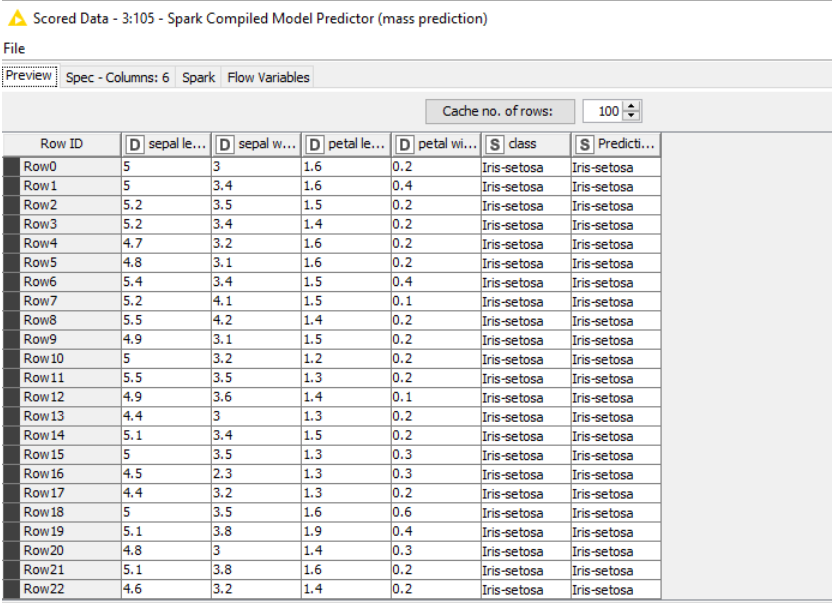 Scored Data - 3:105 - Spark Compiled Model Predictor (mass prediction)
File
Preview Spec - Columns: 6 Spark Flow Variables
Cache no. of rows: 100
Row ID D sepal le... D sepal w... D petal le... D petal wi... S class S Predicti...
Row0 5 3 1.6 0.2 Iris-setosa Iris-setosa
Row1 5 3.4 1.6 0.4 Iris-setosa Iris-setosa
Row2 5.2 3.5 1.5 0.2 Iris-setosa Iris-setosa
Row3 5.2 3.4 1.4 0.2 Iris-setosa Iris-setosa
Row4 4.7 3.2 1.6 0.2 Iris-setosa Iris-setosa
Row5 4.8 3.1 1.6 0.2 Iris-setosa Iris-setosa
Row6 5.4 3.4 1.5 0.4 Iris-setosa Iris-setosa
Row7 5.2 4.1 1.5 0.1 Iris-setosa Iris-setosa
Row8 5.5 4.2 1.4 0.2 Iris-setosa Iris-setosa
Row9 4.9 3.1 1.5 0.2 Iris-setosa Iris-setosa
Row10 5 3.2 1.2 0.2 Iris-setosa Iris-setosa
Row11 5.5 3.5 1.3 0.2 Iris-setosa Iris-setosa
Row12 4.9 3.6 1.4 0.1 Iris-setosa Iris-setosa
Row13 4.4 3 1.3 0.2 Iris-setosa Iris-setosa
Row14 5.1 3.4 1.5 0.2 Iris-setosa Iris-setosa
Row15 5 3.5 1.3 0.3 Iris-setosa Iris-setosa
Row16 4.5 2.3 1.3 0.3 Iris-setosa Iris-setosa
Row17 4.4 3.2 1.3 0.2 Iris-setosa Iris-setosa
Row18 5 3.5 1.6 0.6 Iris-setosa Iris-setosa
Row19 5.1 3.8 1.9 0.4 Iris-setosa Iris-setosa
Row20 4.8 3 1.4 0.3 Iris-setosa Iris-setosa
Row21 5.1 3.8 1.6 0.2 Iris-setosa Iris-setosa
Row22 4.6 3.2 1.4 0.2 Iris-setosa Iris-setosa